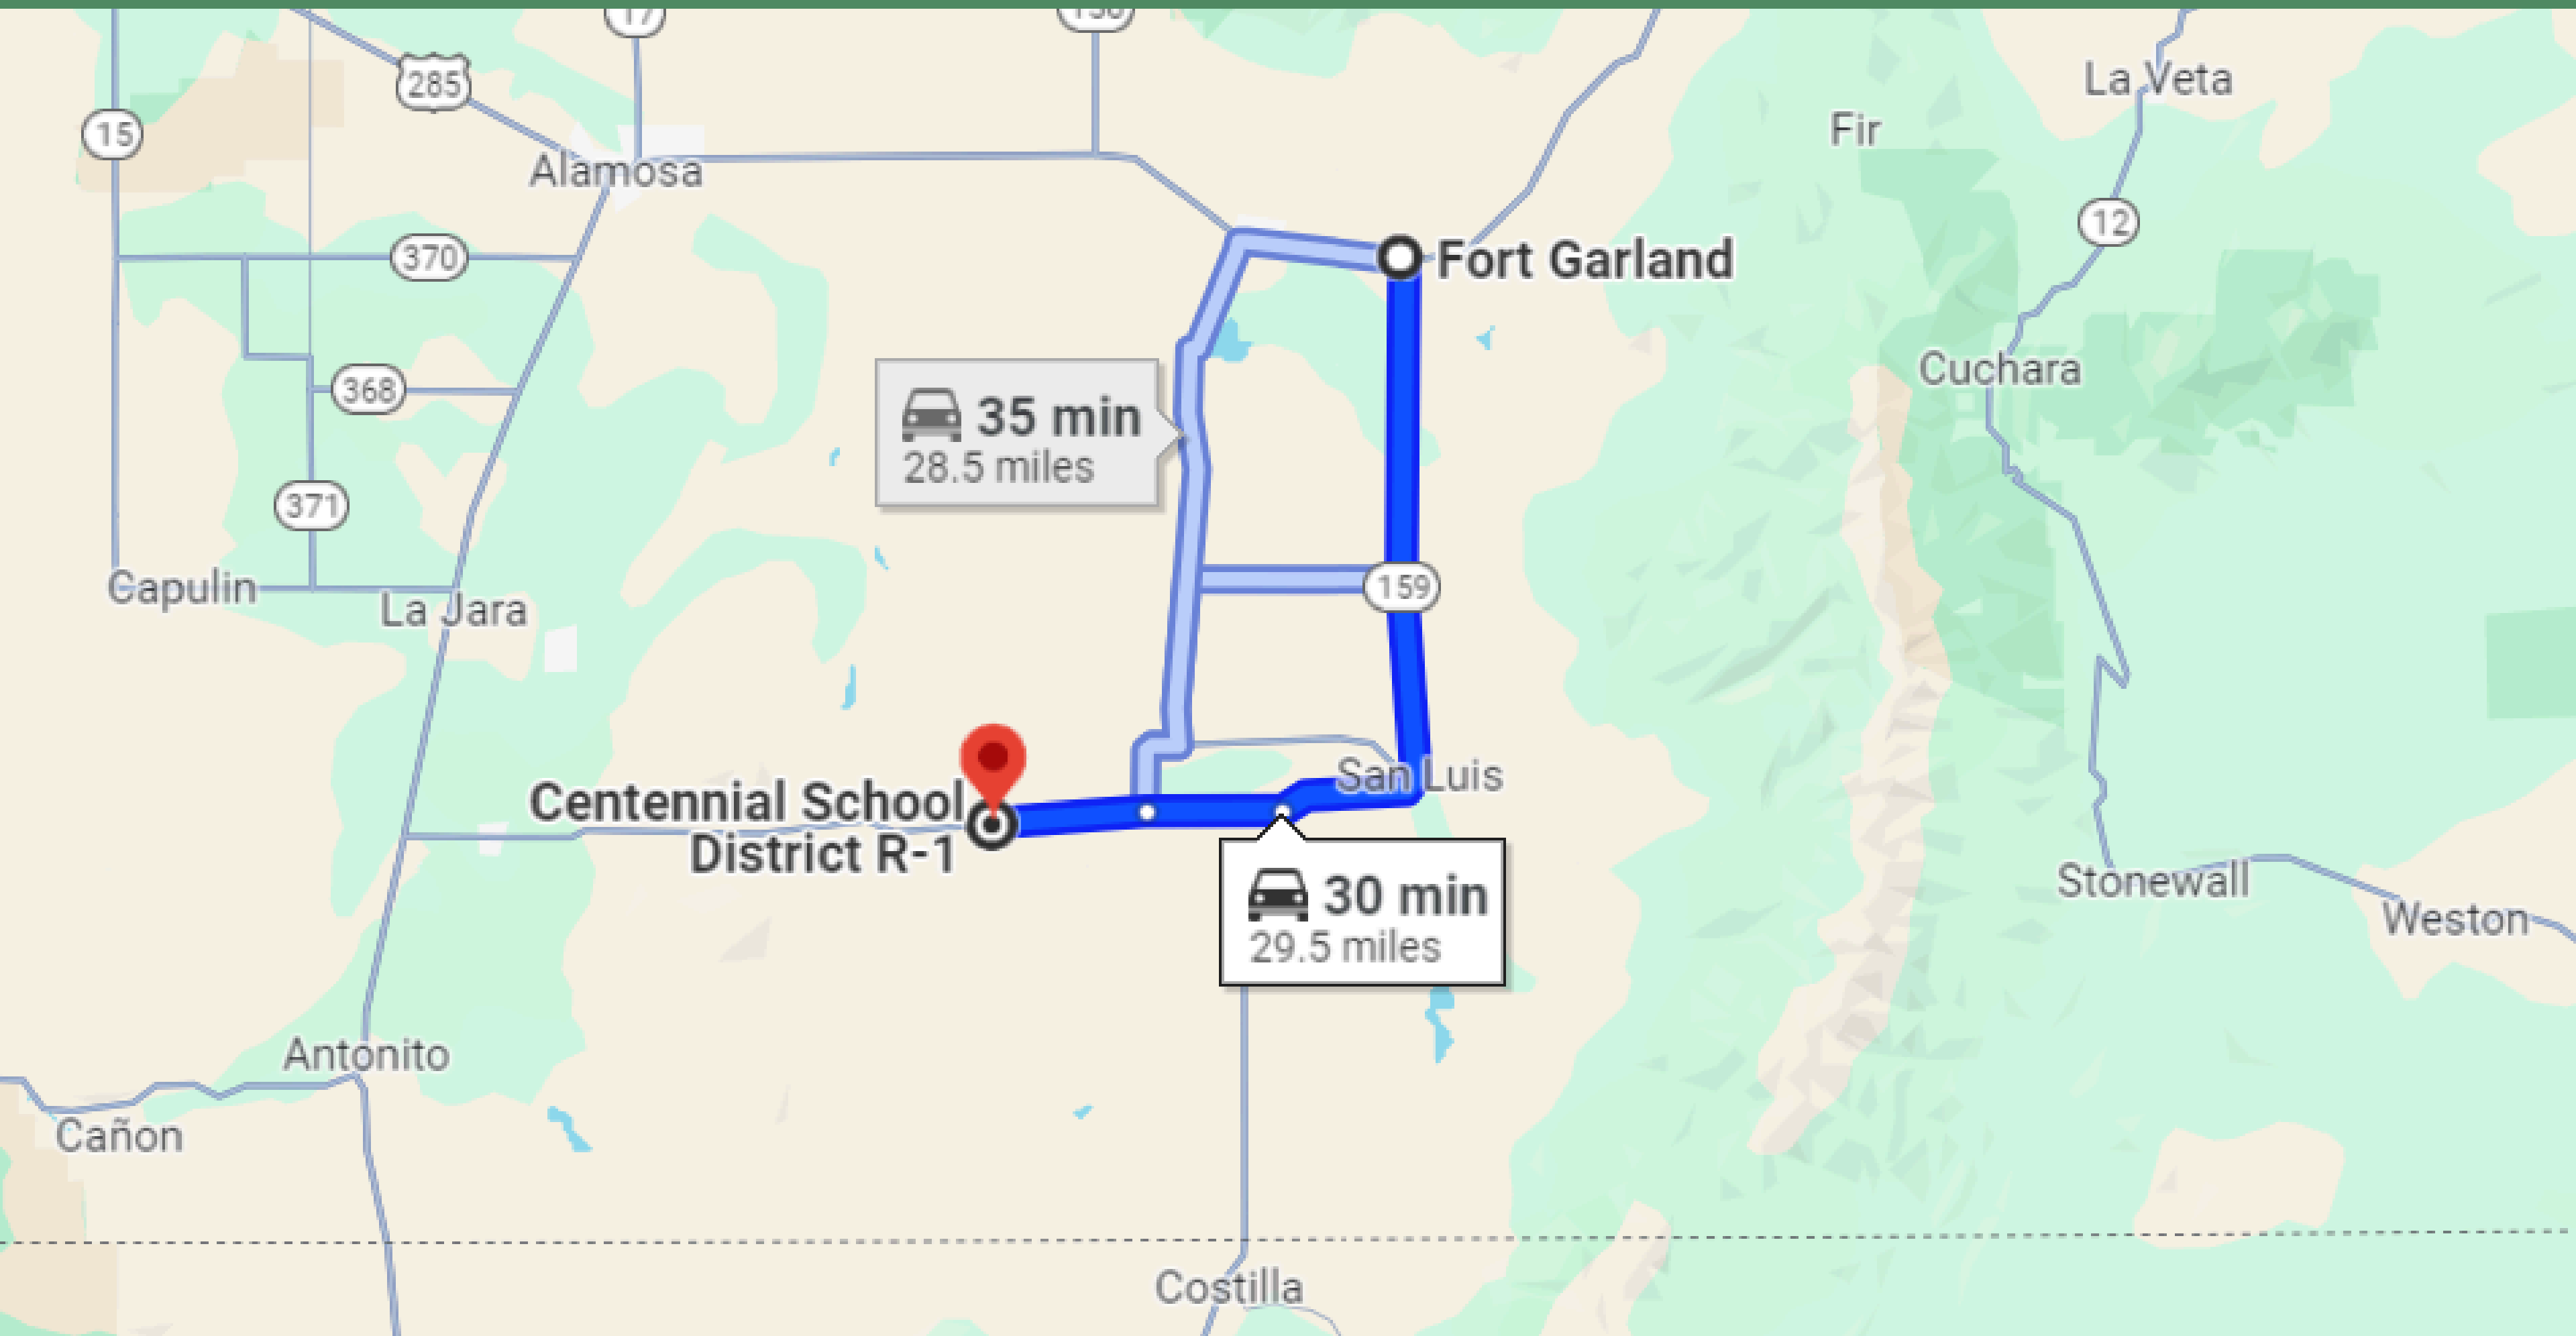 17
150
285
La Veta
15
Fir
Alamosa
12
370
Fort Garland
Cuchara
368
35 min
28.5 miles
371
159
Capulin
La Jara
San Luis
Centennial School
District R-1
30 min
29.5 miles
Stonewall
Weston
Antonito
Cañon
Costilla